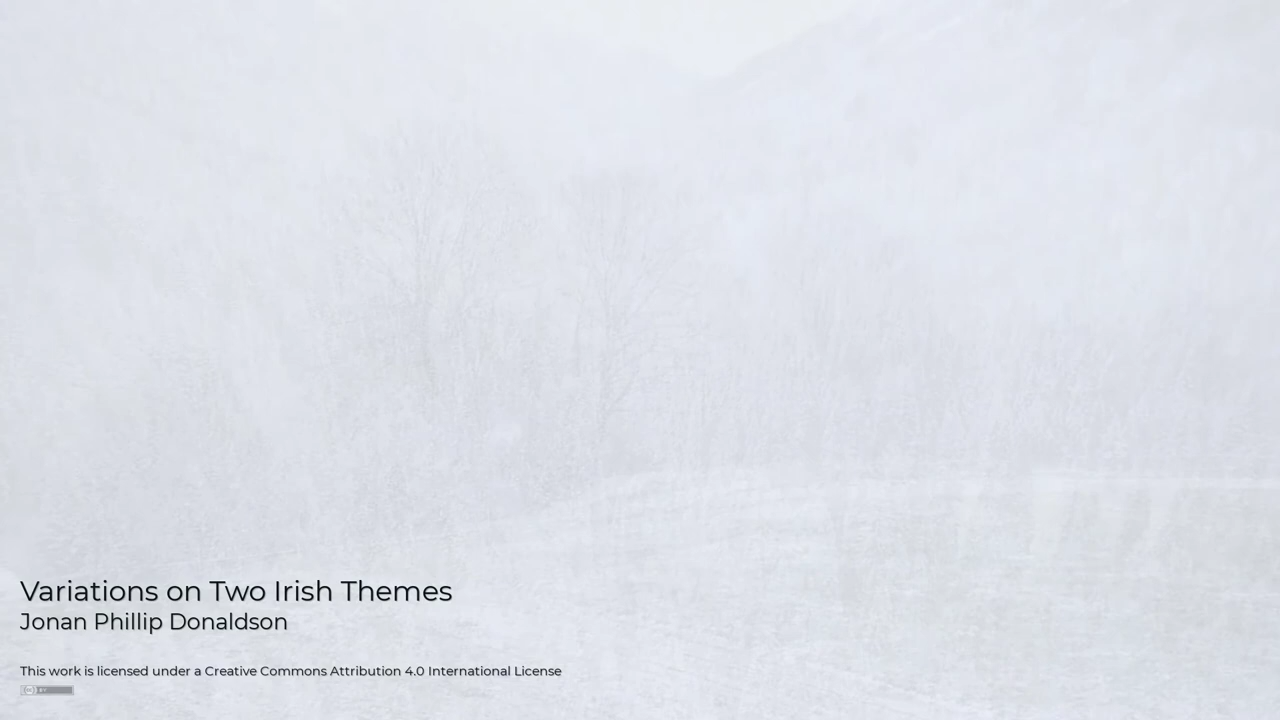 Variations on Two Irish Themes
Jonan Phillip Donaldson
This work is licensed under a Creative Commons Attribution 4.0 International License
BY